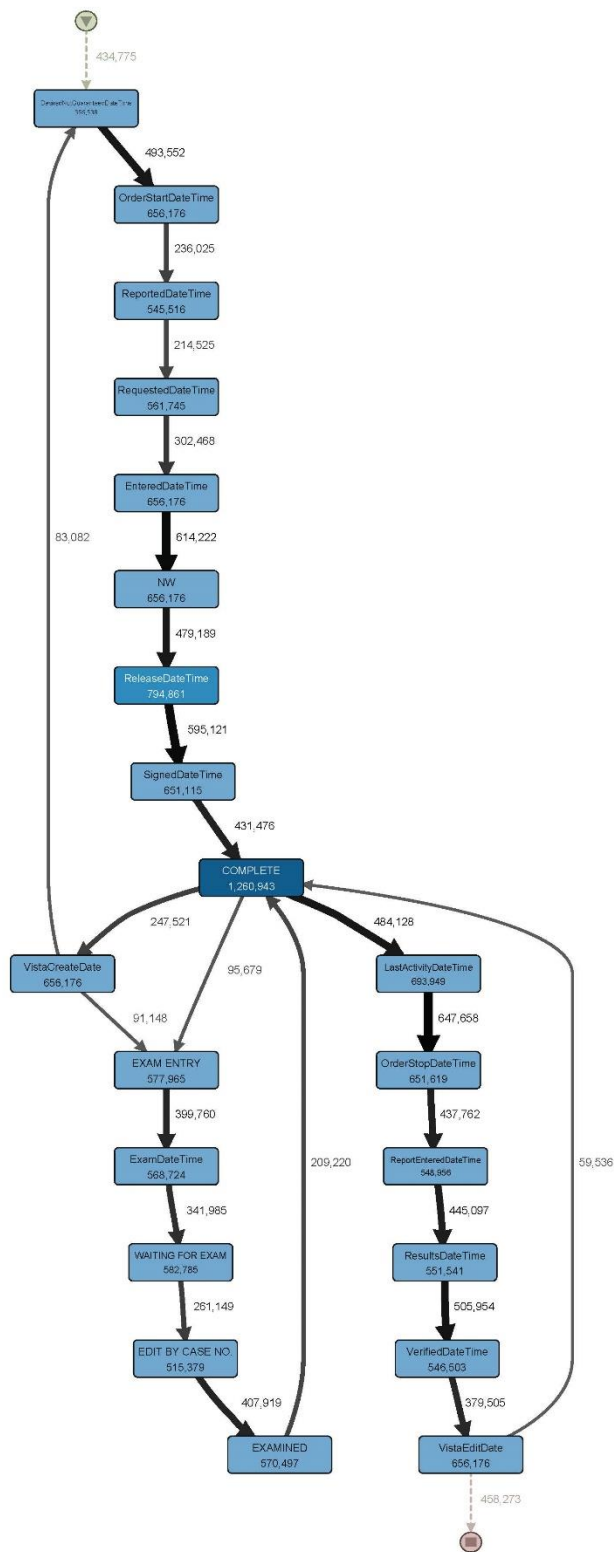 434,775
493,552
OrderStartDateTime
656,176
236,025
ReportedDateTime
545,516
214,525
RequestedDateTime
561,745
302,468
EnteredDateTime
656,176
83,082
614,222
NW
656,176
479,189
ReleaseDateTime
794,861
595,121
SignedDateTime
651,115
431,476
COMPLETE
1,260,943
247,521
484,128
VistaCreateDate
656,176
95,679
LastActivityDateTime
693,949
91,148
647,658
EXAM ENTRY
577,965
OrderStopDateTime
651,619
399,760
437,762
ExamDateTime
568,724
209,220
ReportEnteredDateTime
548,956
59,536
341,985
445,097
WAITING FOR EXAM
582,785
ResultsDateTime
551,541
261,149
505,954
EDIT BY CASE NO.
515,379
VerifiedDateTime
546,503
407,919
379,505
EXAMINED
570,497
VistaEditDate
656,176
458,273